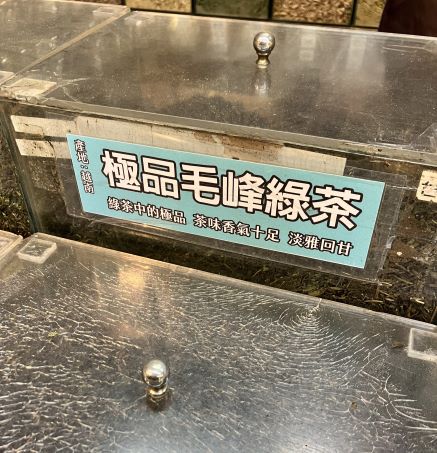 產地:越南
極品毛峰綠茶
綠茶中的極品 茶味香氣十足 淡雅回甘